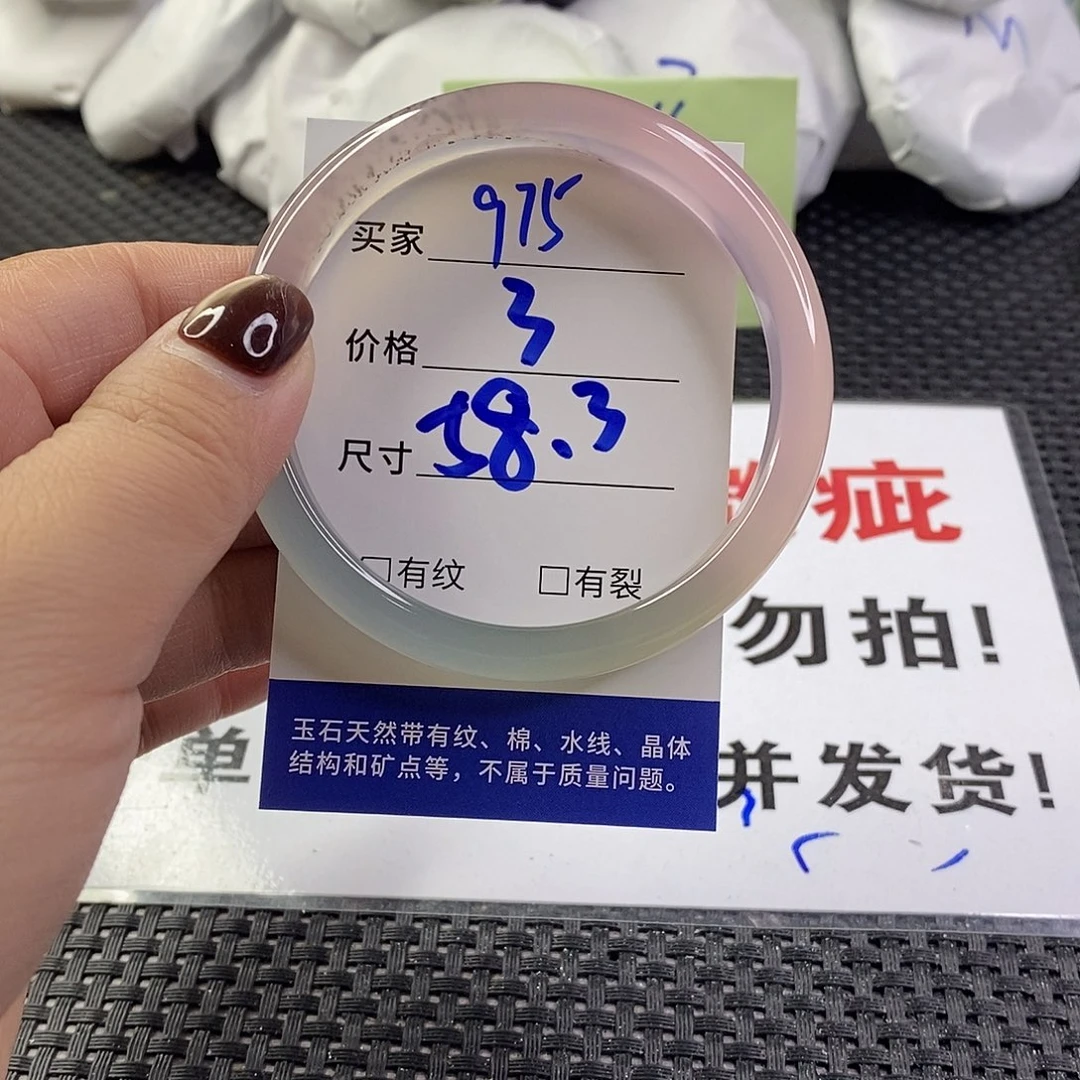 买家 975
价格 3
尺寸 58.3
□有纹 □有裂
玉石天然带有纹、棉、水线、晶体
结构和矿点等，不属于质量问题。
疵
勿拍!
单 并发货!